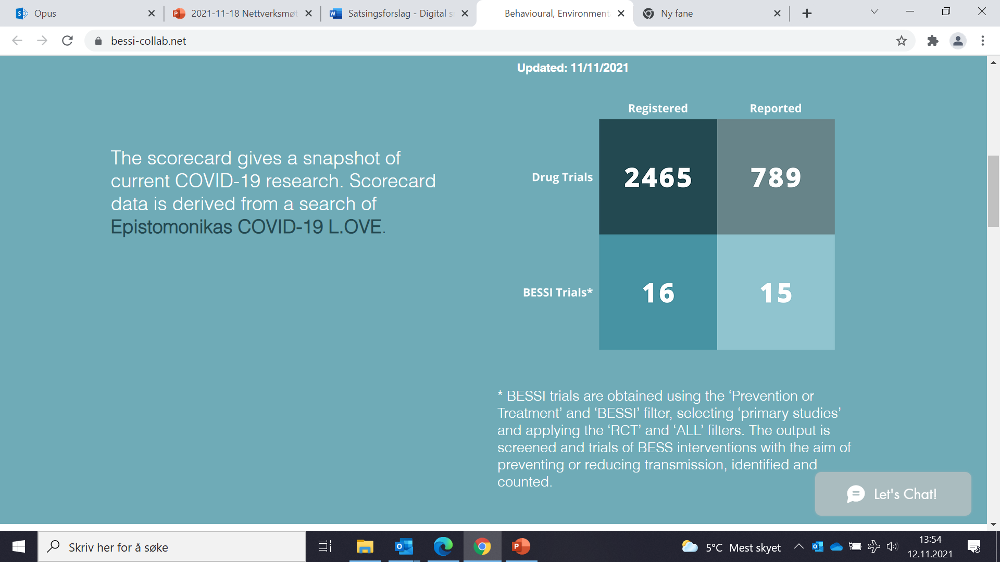 Opus
2021-11-18 Nettverksmøt
Satsingsforslag - Digital s
Behavioural, Environment
Ny fane
bessi-collab.net
Updated: 11/11/2021
Registered Reported
The scorecard gives a snapshot of
current COVID-19 research. Scorecard
data is derived from a search of
Epistomonikas COVID-19 L.OVE.
Drug Trials 2465 789
BESSI Trials* 16 15
* BESSI trials are obtained using the ‘Prevention or
Treatment’ and ‘BESSI’ filter, selecting ‘primary studies’
and applying the ‘RCT’ and ‘ALL’ filters. The output is
screened and trials of BESS interventions with the aim of
preventing or reducing transmission, identified and
counted.
Let's Chat!
Skriv her for å søke
5°C Mest skyet
13:54
12.11.2021